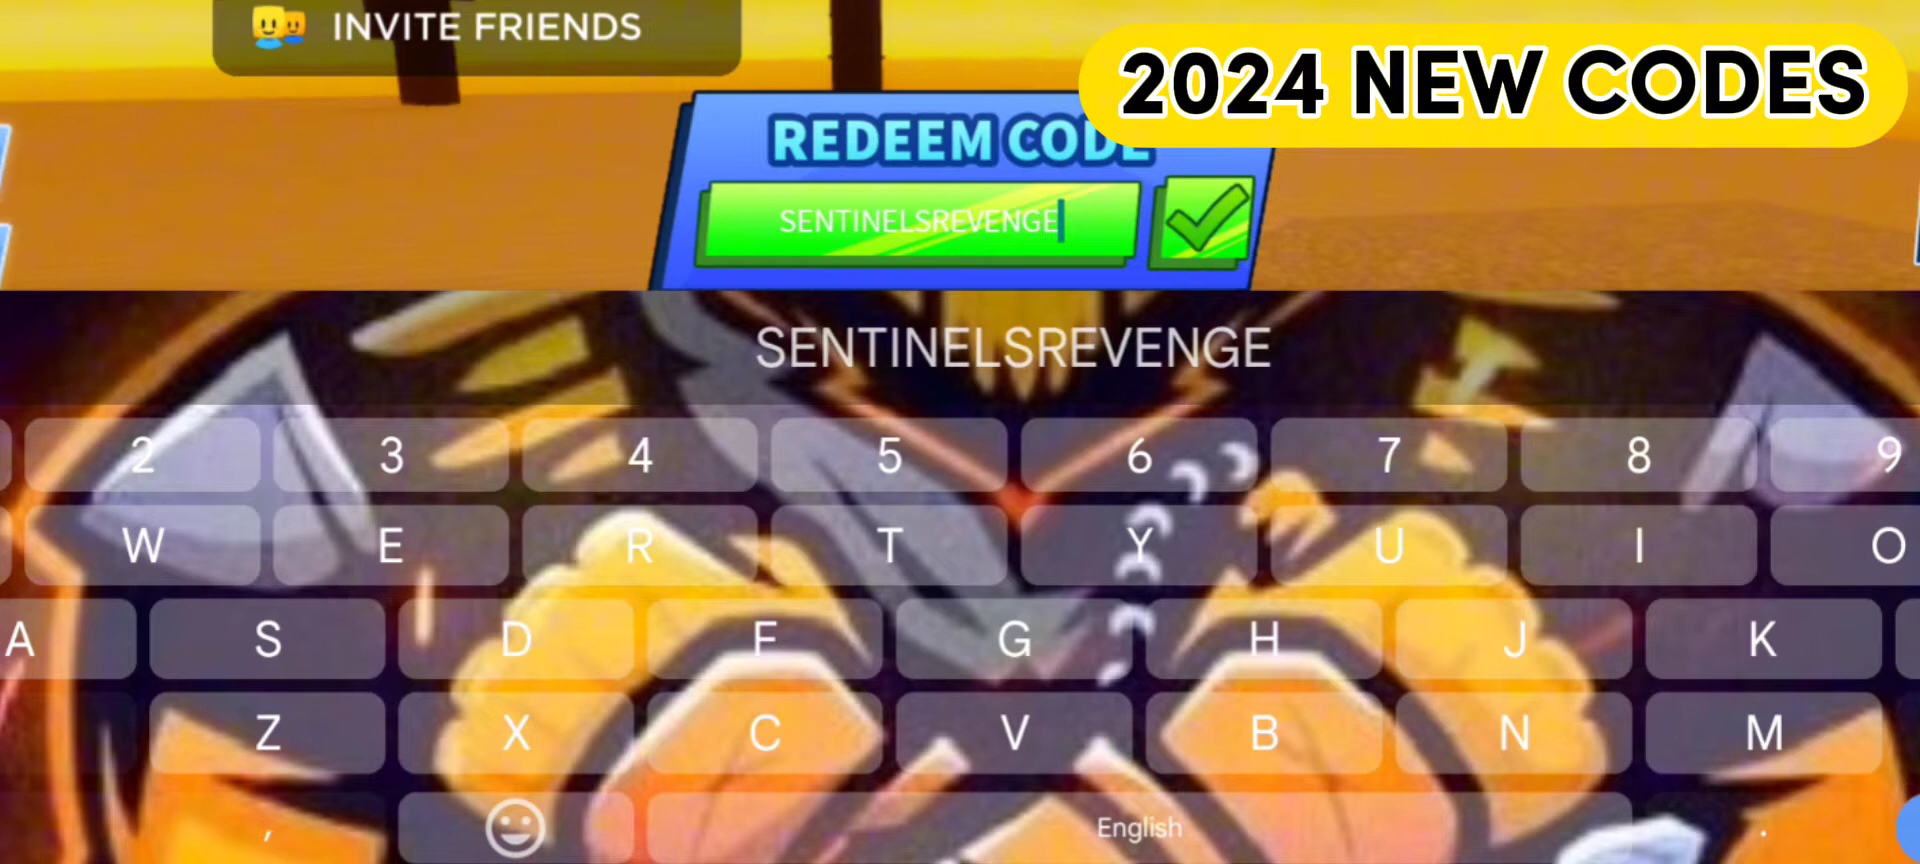 INVITE FRIENDS
2024 NEW CODES
REDEEM CODE
SENTINELSREVENGE
SENTINELSREVENGE
2 3 4 5 6 7 8 9
W E R T Y U I O
A S D F G H J K
Z X C V B N M
, English .